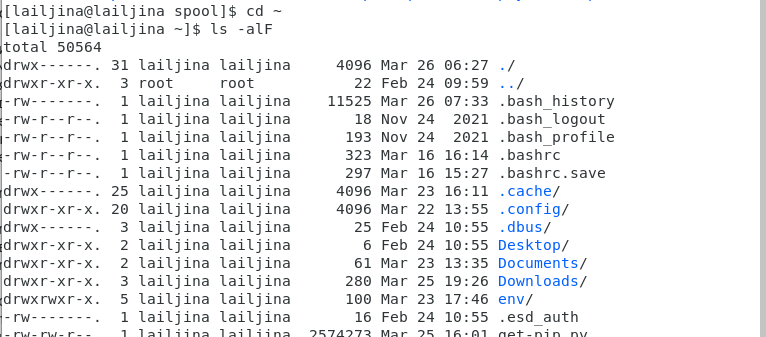 [lailjina@lailjina spool]$ cd ~
[lailjina@lailjina ~]$ ls -alF
total 50564
drwx------. 31 lailjina lailjina     4096 Mar 26 06:27 ./
drwxr-xr-x.  3 root     root           22 Feb 24 09:59 ../
-rw-------.  1 lailjina lailjina    11525 Mar 26 07:33 .bash_history
-rw-r--r--.  1 lailjina lailjina       18 Nov 24  2021 .bash_logout
-rw-r--r--.  1 lailjina lailjina      193 Nov 24  2021 .bash_profile
-rw-r--r--.  1 lailjina lailjina      323 Mar 16 16:14 .bashrc
-rw-r--r--.  1 lailjina lailjina      297 Mar 16 15:27 .bashrc.save
drwx------. 25 lailjina lailjina     4096 Mar 23 16:11 .cache/
drwxr-xr-x. 20 lailjina lailjina     4096 Mar 22 13:55 .config/
drwx------.  3 lailjina lailjina       25 Feb 24 10:55 .dbus/
drwxr-xr-x.  2 lailjina lailjina        6 Feb 24 10:55 Desktop/
drwxr-xr-x.  2 lailjina lailjina       61 Mar 23 13:35 Documents/
drwxr-xr-x.  3 lailjina lailjina      280 Mar 25 19:26 Downloads/
drwxrwxr-x.  5 lailjina lailjina      100 Mar 23 17:46 env/
-rw-------.  1 lailjina lailjina       16 Feb 24 10:55 .esd_auth
-rw-rw-r--.  1 lailjina lailjina  2574273 Mar 25 16:01 get-pip.py